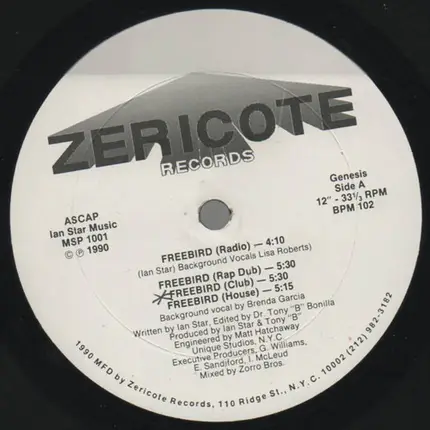 ZERICOTE
RECORDS
ASCAP
Ian Star Music
MSP 1001
© ℗ 1990
Genesis
Side A
12" - 33⅓ RPM
BPM 102
FREEBIRD (Radio) — 4:10
(Ian Star) Background Vocals Lisa Roberts)
FREEBIRD (Rap Dub) — 5:30
FREEBIRD (Club) — 5:30
FREEBIRD (House) — 5:15
Background vocal by Brenda Garcia
Written by Ian Star, Edited by Dr. Tony "B" Bonilla
Produced by Ian Star & Tony "B"
Engineered by Matt Hatchaway
Unique Studios, N.Y.C.
Executive Producers, G. Williams,
E. Sandiford, I. McLeud
Mixed by Zorro Bros.
1990 MFD by Zericote Records, 110 Ridge St., N.Y.C. 10002 (212) 982-3182